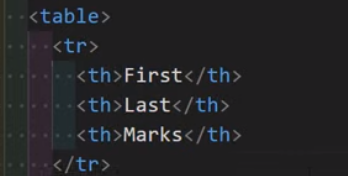 <table>
<tr>
<th>First</th>
<th>Last</th>
<th>Marks</th>
</tr>